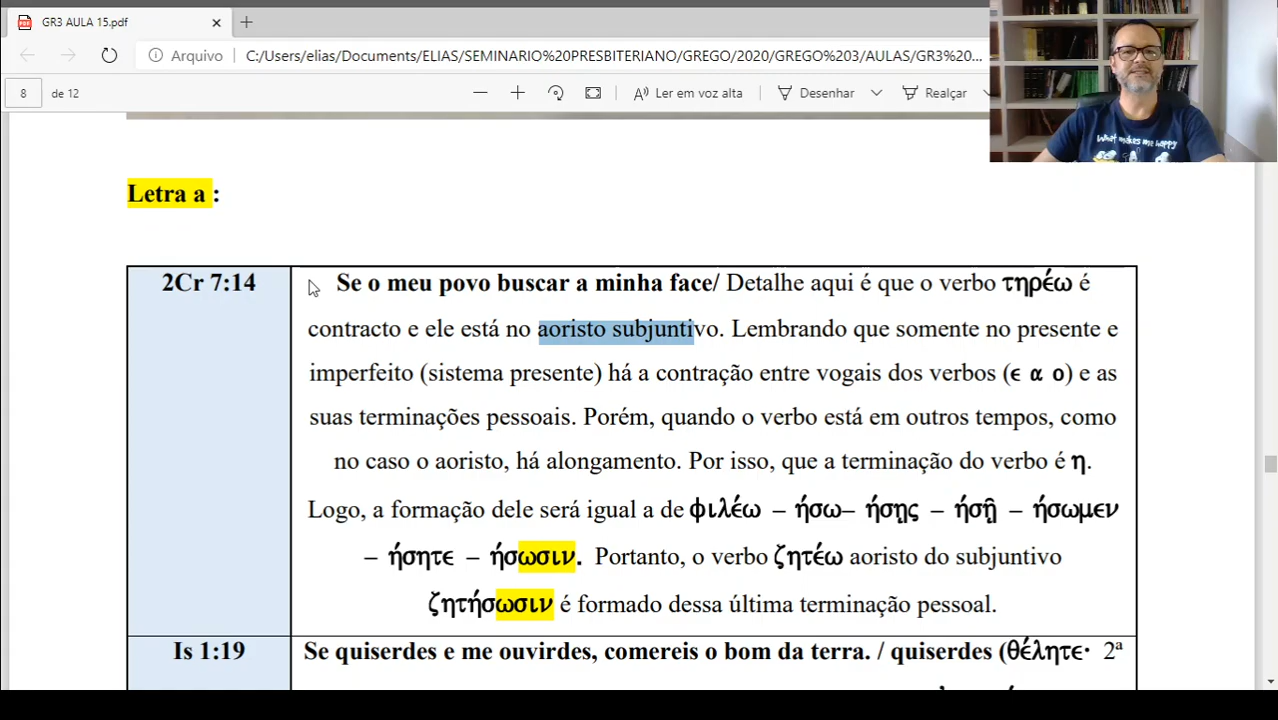 GR3 AULA 15.pdf
Arquivo C:/Users/elias/Documents/ELIAS/SEMINARIO%20PRESBITERIANO/GREGO/2020/GREGO%203/AULAS/GR3%20...
8 de 12 Ler em voz alta Desenhar Realçar
What makes me happy
Letra a :
2Cr 7:14
Se o meu povo buscar a minha face/ Detalhe aqui é que o verbo τηρέω é
contracto e ele está no aoristo subjuntivo. Lembrando que somente no presente e
imperfeito (sistema presente) há a contração entre vogais dos verbos (ε α ο) e as
suas terminações pessoais. Porém, quando o verbo está em outros tempos, como
no caso o aoristo, há alongamento. Por isso, que a terminação do verbo é η.
Logo, a formação dele será igual a de φιλέω – ήσω– ήσῃς – ήσῇ – ήσωμεν
– ήσητε – ήσωσιν. Portanto, o verbo ζητέω aoristo do subjuntivo
ζητήσωσιν é formado dessa última terminação pessoal.
Is 1:19
Se quiserdes e me ouvirdes, comereis o bom da terra. / quiserdes (θέλητε· 2ª